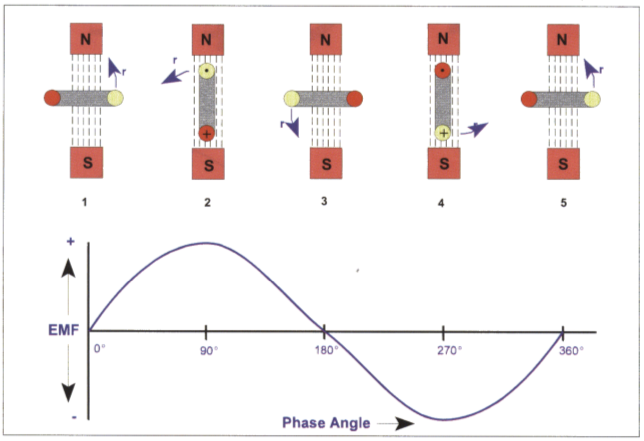 N N N N N
r r r r r
S S S S S
1 2 3 4 5
+
EMF
0° 90° 180° 270° 360°
-
Phase Angle